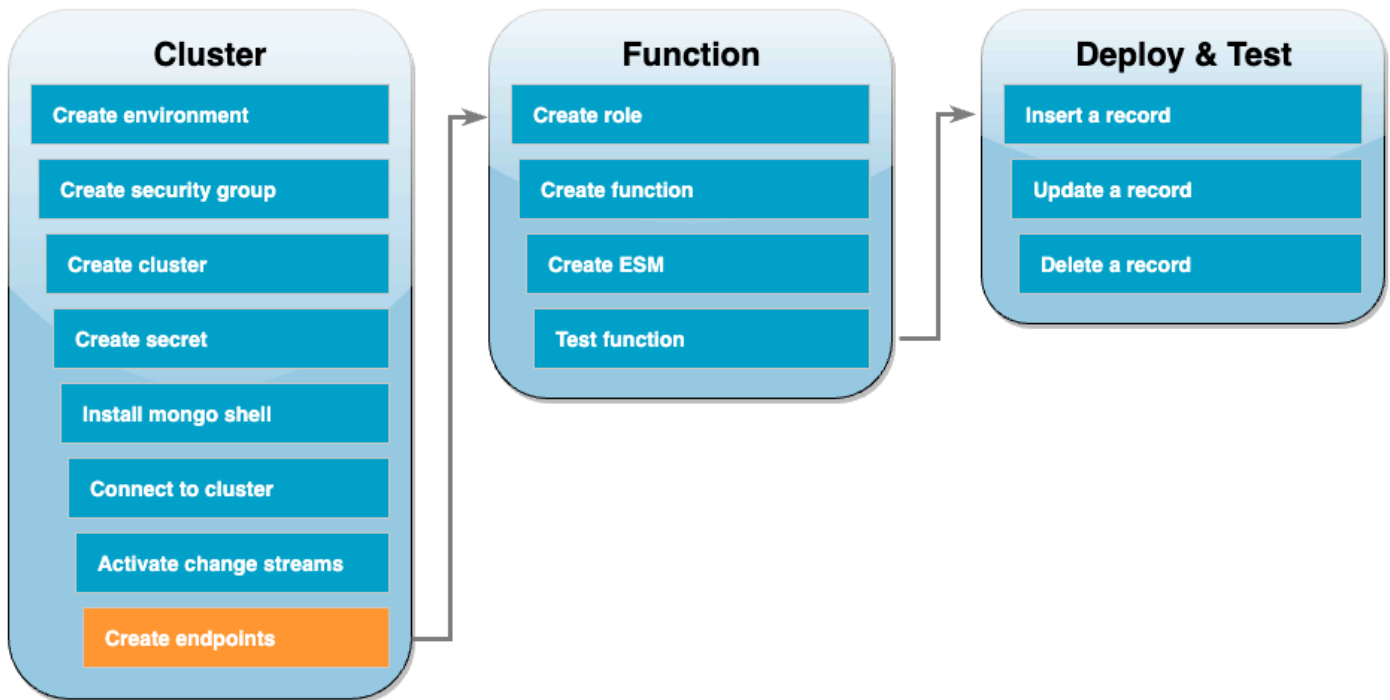 Cluster
Create environment
Create security group
Create cluster
Create secret
Install mongo shell
Connect to cluster
Activate change streams
Create endpoints
Function
Create role
Create function
Create ESM
Test function
Deploy & Test
Insert a record
Update a record
Delete a record